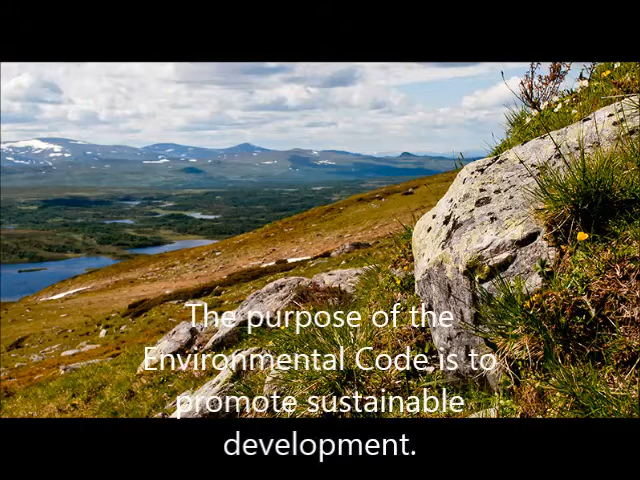 The purpose of the
Environmental Code is to
promote sustainable
development.